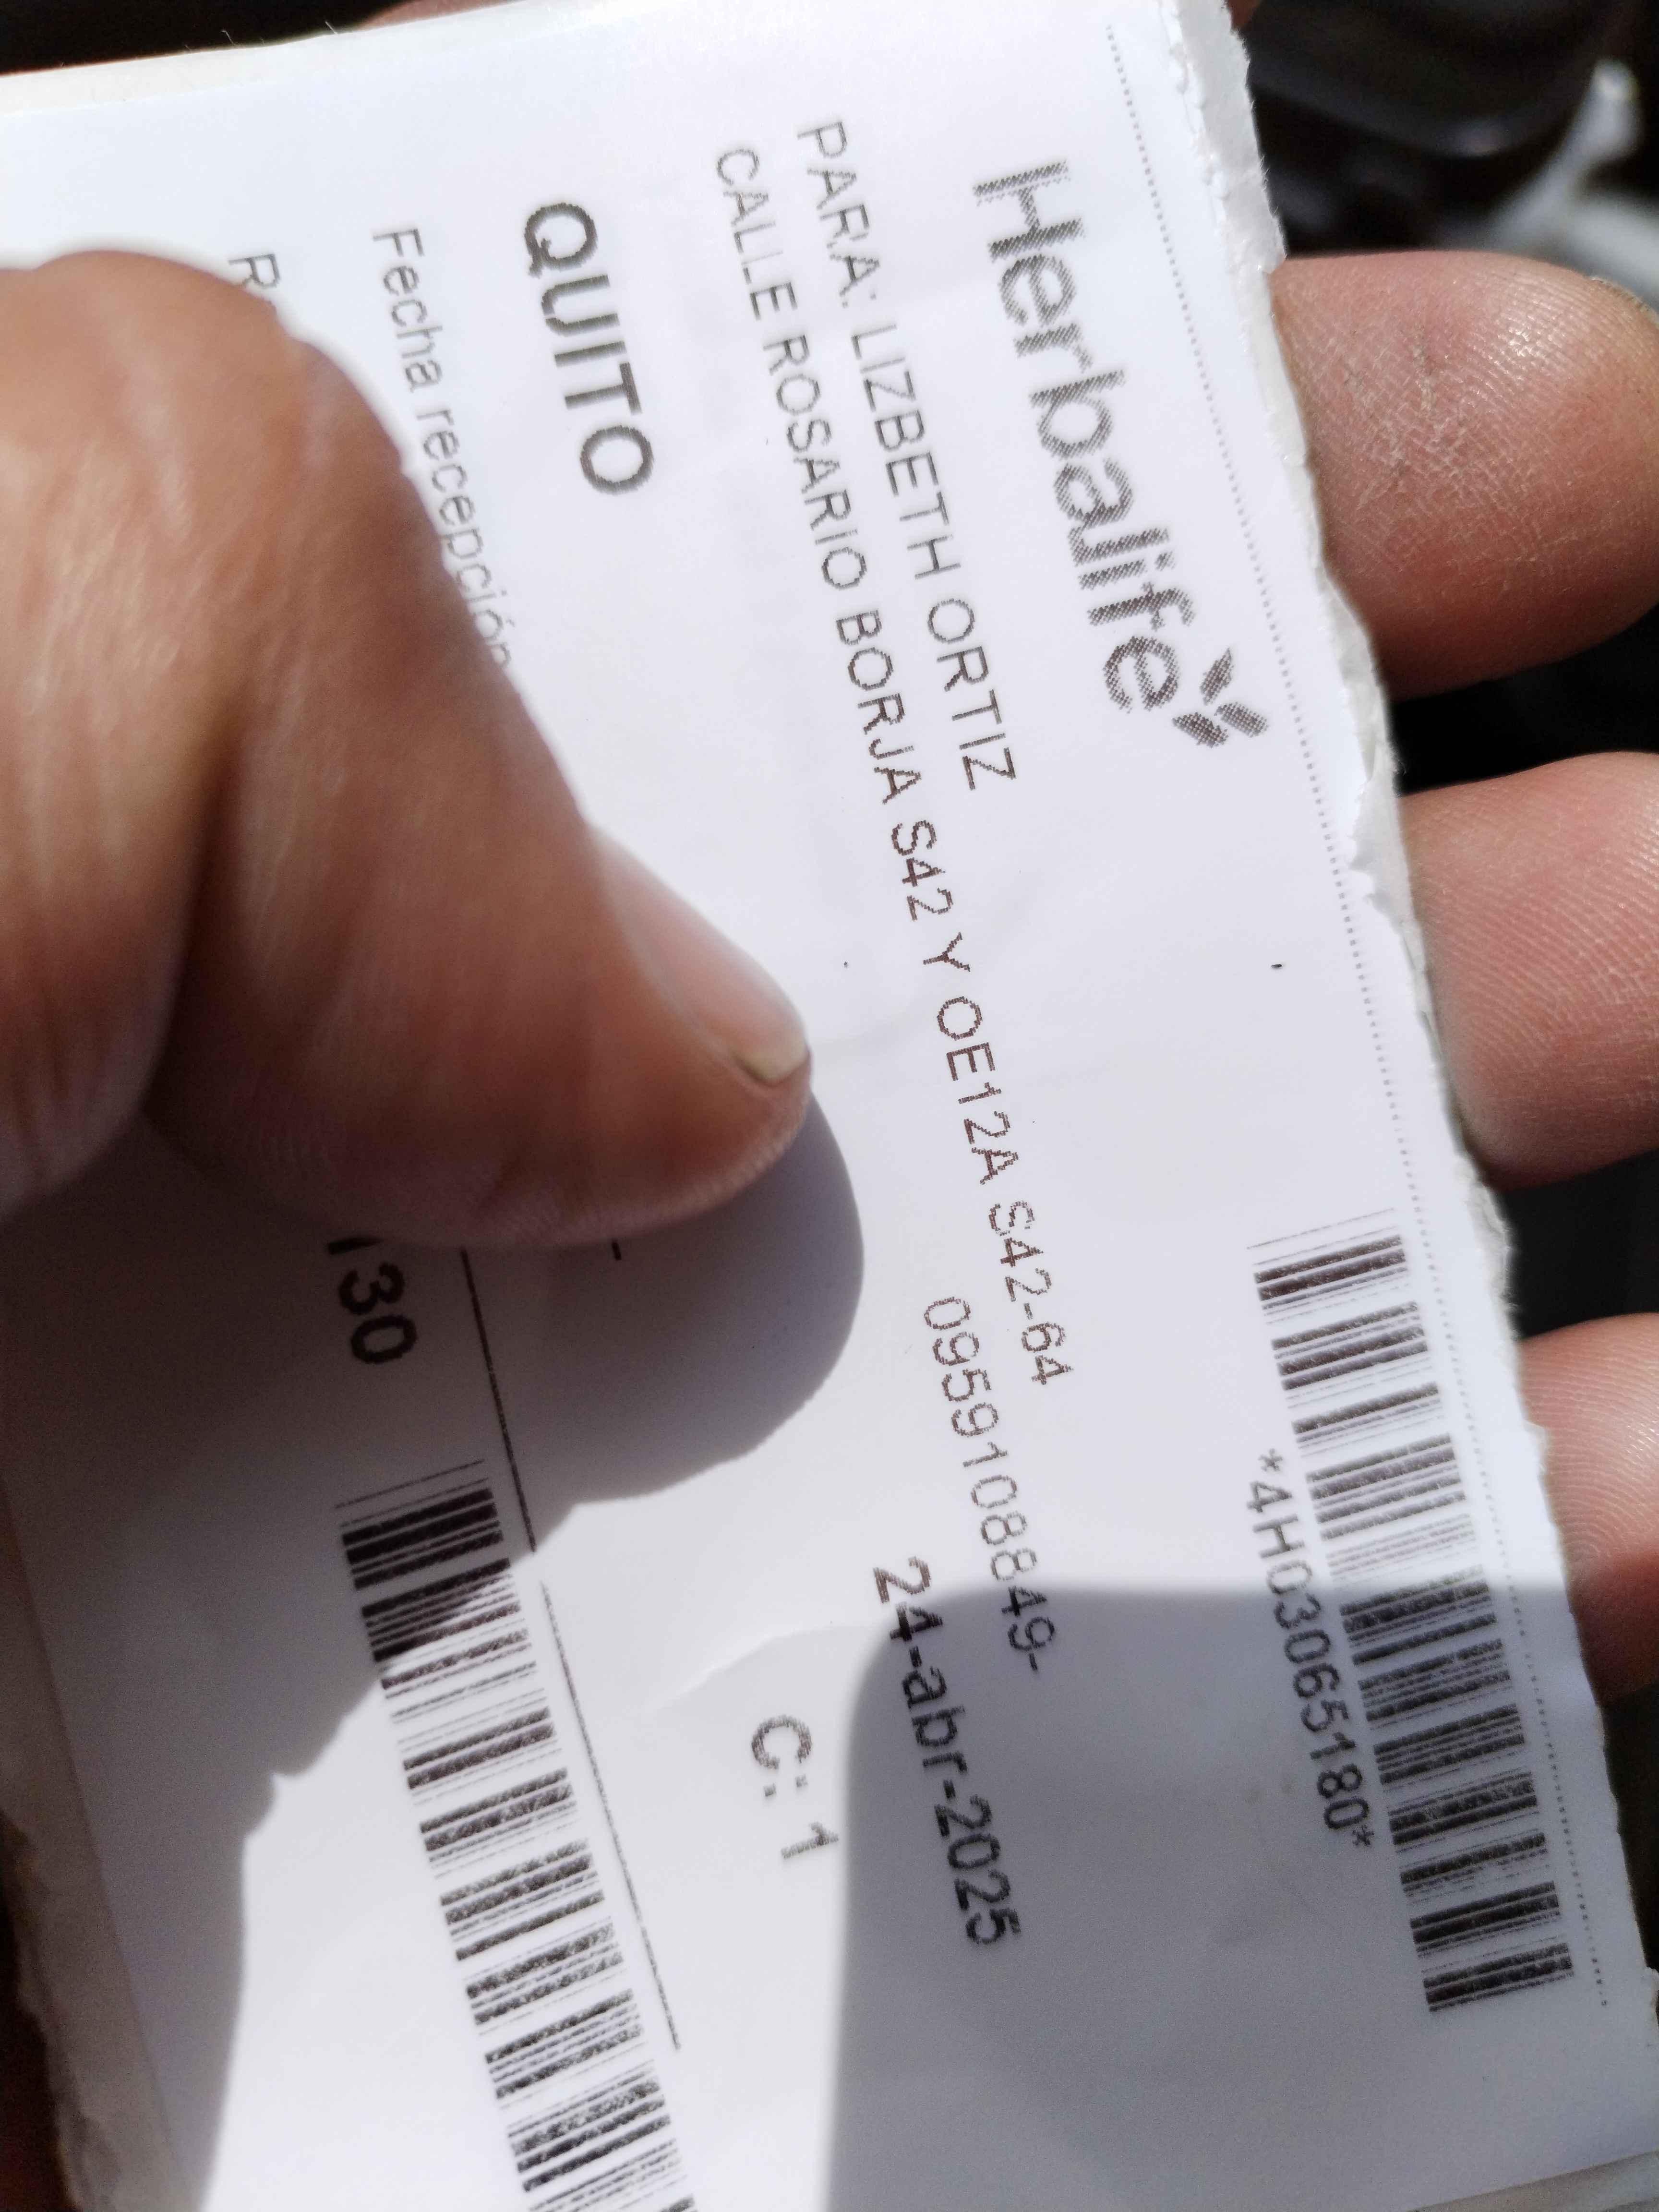 Herbalife
*4H03065180*
PARA: LIZBETH ORTIZ
CALLE ROSARIO BORJA S42 Y OE12A S42-64
0959108849-
24-abr-2025
QUITO
C: 1
Fecha recepción
130